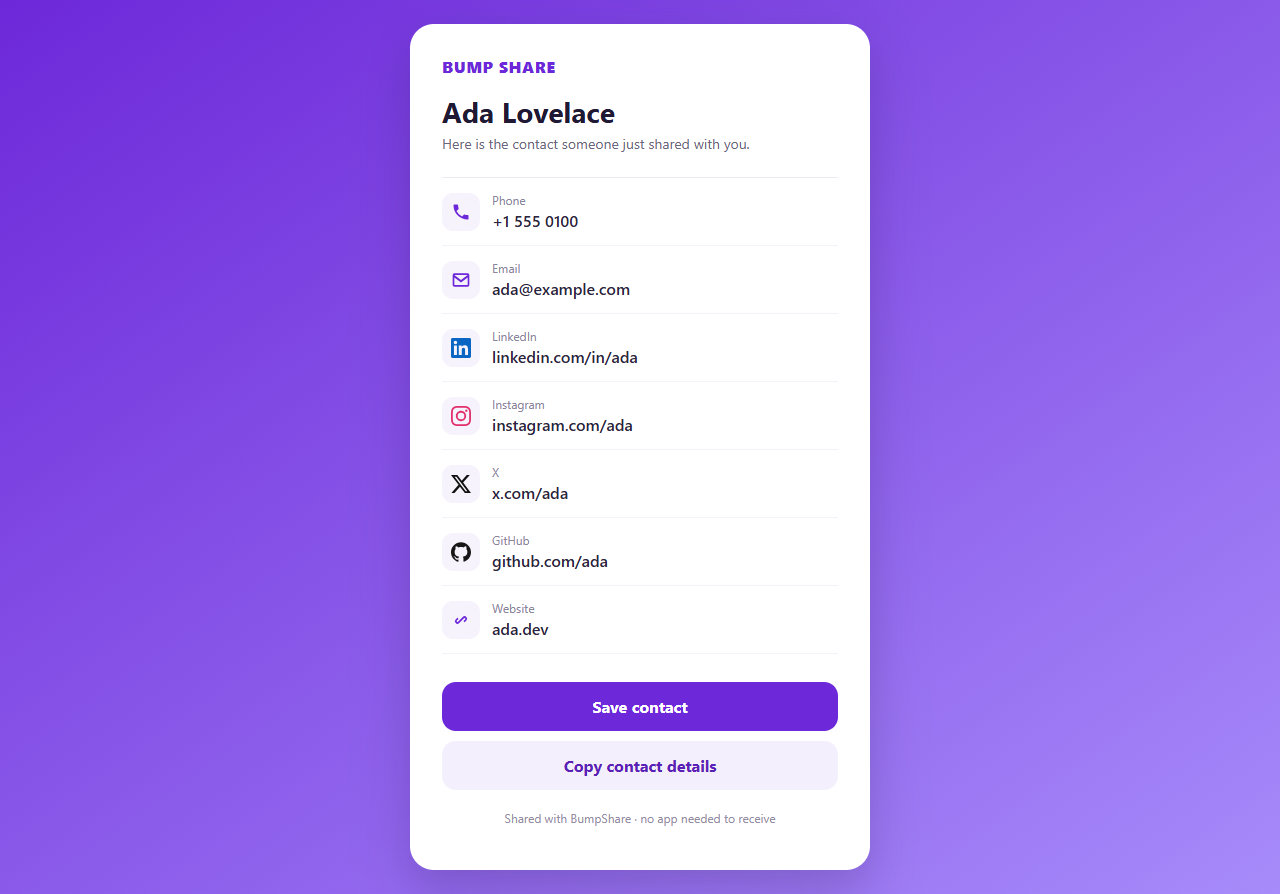 BUMP SHARE
Ada Lovelace
Here is the contact someone just shared with you.
Phone
+1 555 0100
Email
ada@example.com
LinkedIn
linkedin.com/in/ada
Instagram
instagram.com/ada
X
x.com/ada
GitHub
github.com/ada
Website
ada.dev
Save contact
Copy contact details
Shared with BumpShare · no app needed to receive